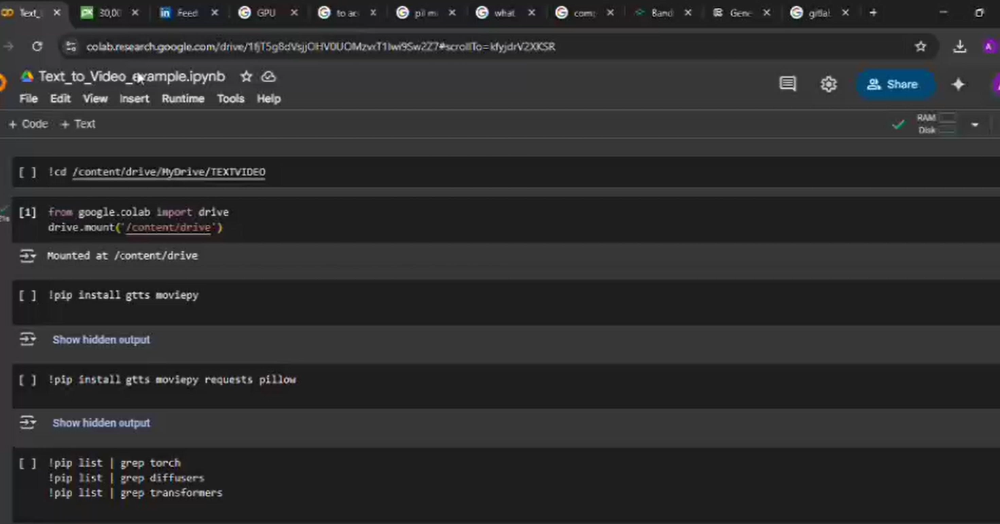 Text_
30,00
in Feed
GPU
to ac
pil m
what
com
Band
Gene
gitlal
colab.research.google.com/drive/
Text_to_Video_example.ipynb
File Edit View Insert Runtime Tools Help
Share
+ Code + Text
RAM
Disk
[ ] !cd /content/drive/MyDrive/TEXTVIDEO
[1] from google.colab import drive
drive.mount('/content/drive')
Mounted at /content/drive
[ ] !pip install gtts moviepy
Show hidden output
[ ] !pip install gtts moviepy requests pillow
Show hidden output
[ ] !pip list | grep torch
!pip list | grep diffusers
!pip list | grep transformers